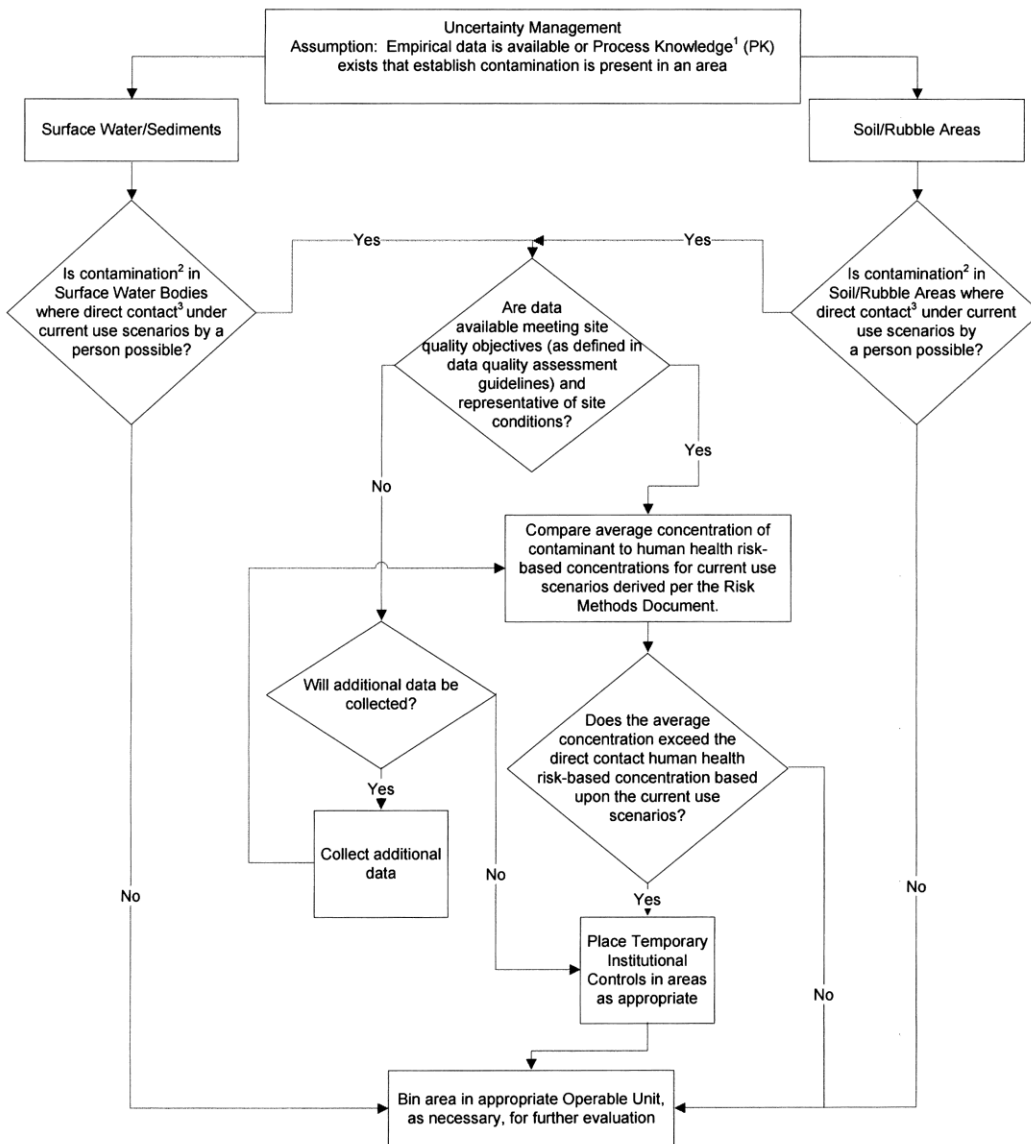 Uncertainty Management
Assumption: Empirical data is available or Process Knowledge¹ (PK)
exists that establish contamination is present in an area
Surface Water/Sediments
Soil/Rubble Areas
Yes
Yes
Is contamination² in
Surface Water Bodies
where direct contact³ under
current use scenarios by a
person possible?
Are data
available meeting site
quality objectives (as defined in
data quality assessment
guidelines) and
representative of site
conditions?
Is contamination² in
Soil/Rubble Areas where
direct contact³ under current
use scenarios by
a person possible?
Yes
No
Compare average concentration of
contaminant to human health risk-
based concentrations for current use
scenarios derived per the Risk
Methods Document.
Will additional data be
collected?
Does the average
concentration exceed the
direct contact human health
risk-based concentration based
upon the current use
scenarios?
Yes
Collect additional
data
No
No
No
Yes
Place Temporary
Institutional
Controls in areas
as appropriate
No
Bin area in appropriate Operable Unit,
as necessary, for further evaluation